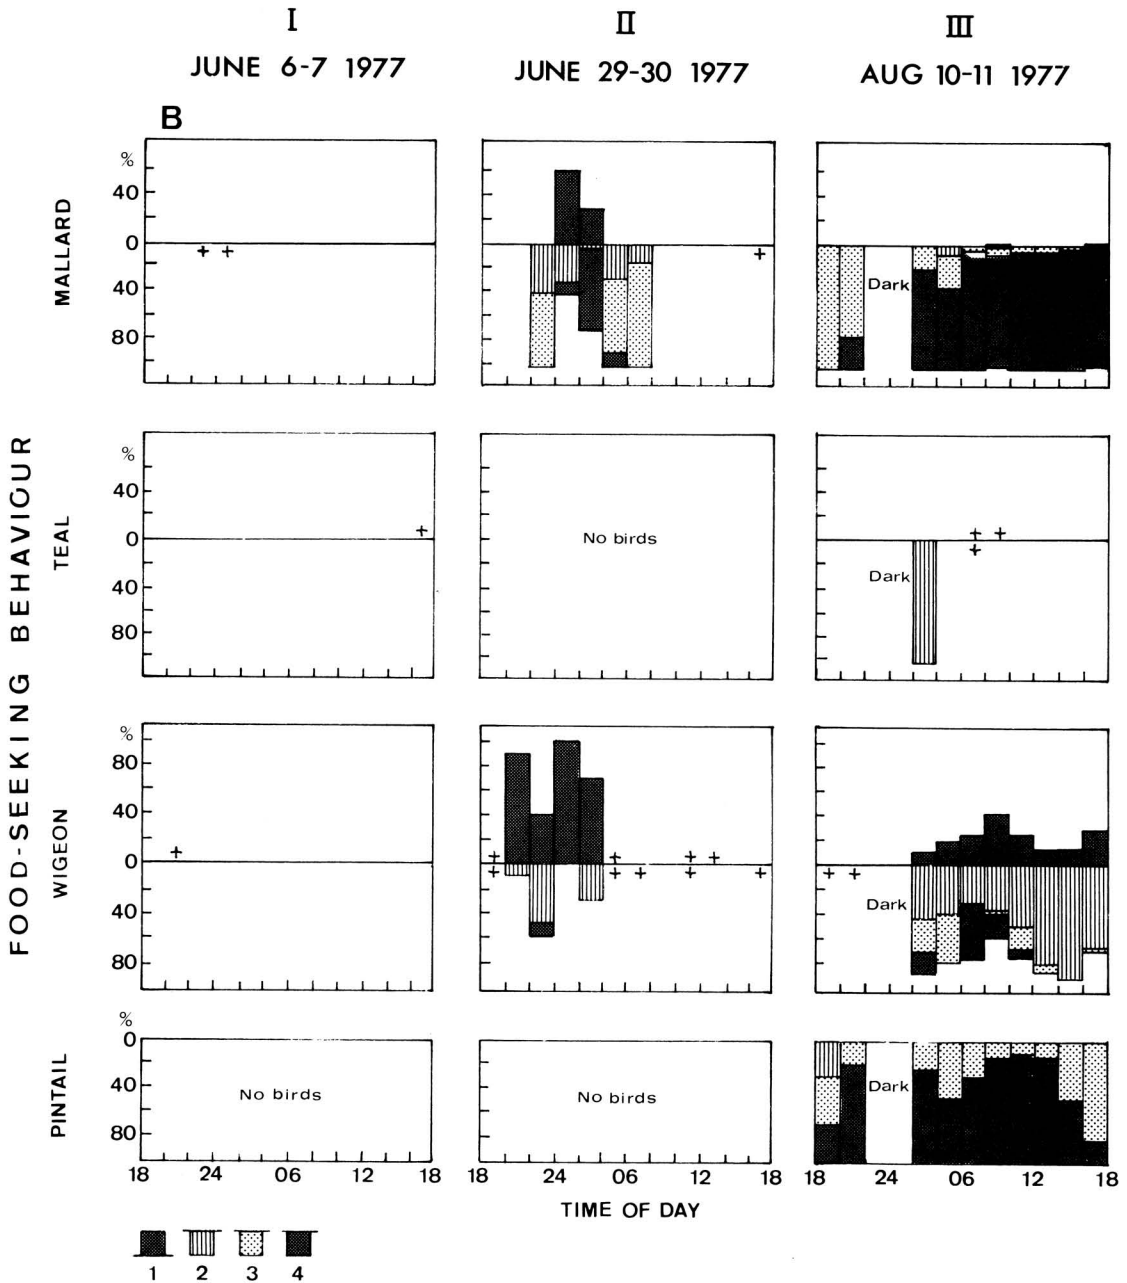 I II III
JUNE 6-7 1977 JUNE 29-30 1977 AUG 10-11 1977
B
FOOD-SEEKING BEHAVIOUR
MALLARD
%
40
0
40
80
Dark
TEAL
%
40
0
40
80
No birds
Dark
WIGEON
%
80
40
0
40
80
Dark
PINTAIL
%
0
40
80
No birds
No birds
Dark
18 24 06 12 18 24 06 12 18 18 24 06 12 18
TIME OF DAY
1 2 3 4